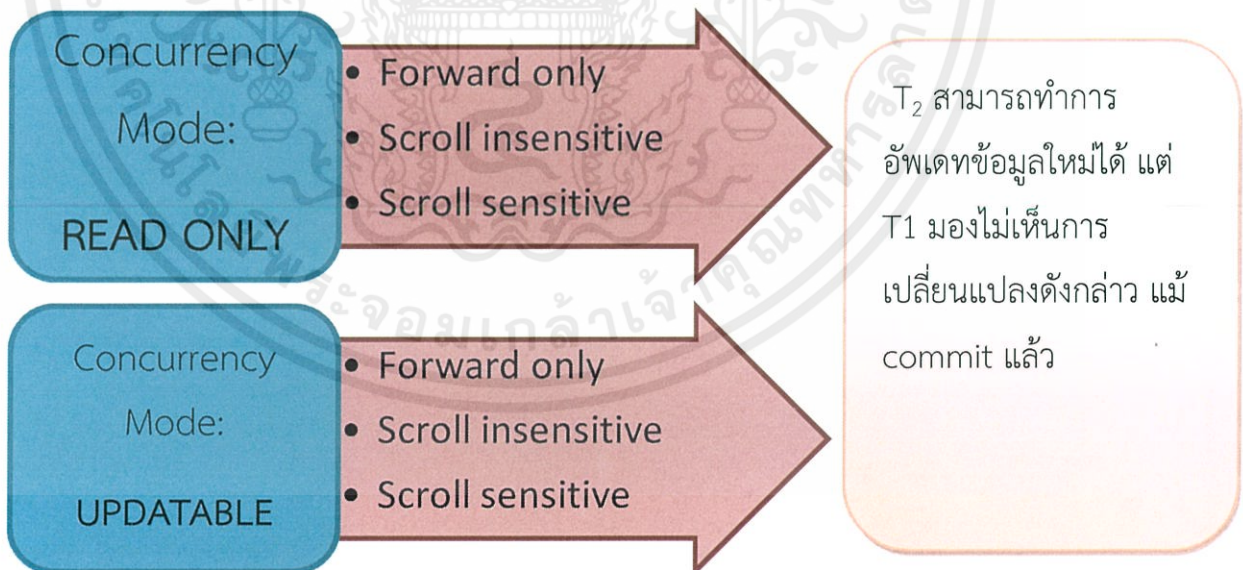 Concurrency
Mode:
READ ONLY
• Forward only
• Scroll insensitive
• Scroll sensitive
T₂ สามารถทำการ
อัพเดทข้อมูลใหม่ได้ แต่
T1 มองไม่เห็นการ
เปลี่ยนแปลงดังกล่าว แม้
commit แล้ว
Concurrency
Mode:
UPDATABLE
• Forward only
• Scroll insensitive
• Scroll sensitive